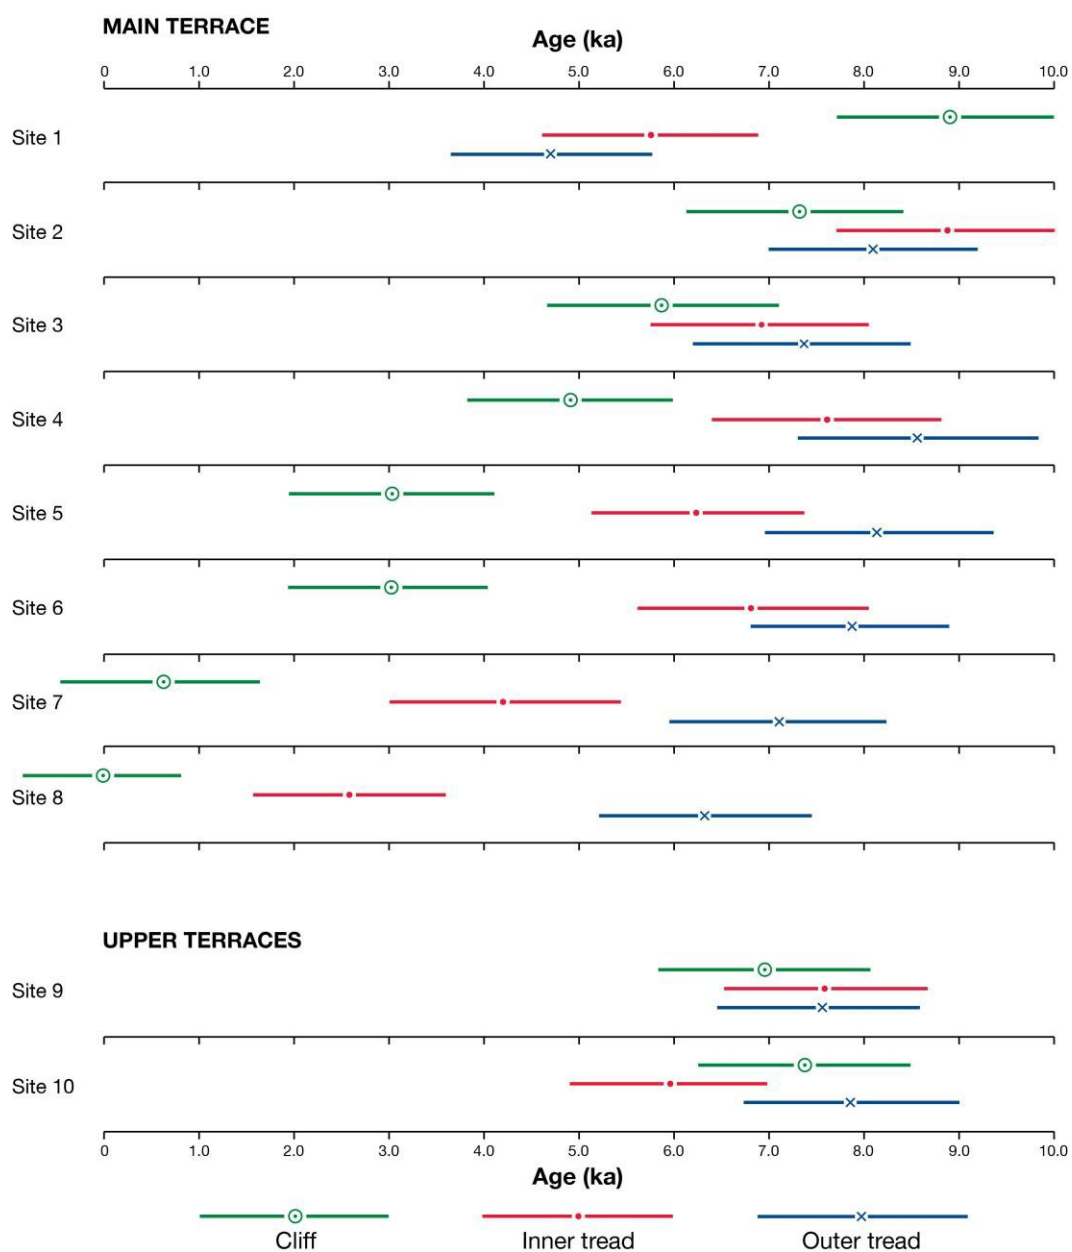 MAIN TERRACE
Age (ka)
0 1.0 2.0 3.0 4.0 5.0 6.0 7.0 8.0 9.0 10.0
Site 1
Site 2
Site 3
Site 4
Site 5
Site 6
Site 7
Site 8
UPPER TERRACES
Site 9
Site 10
0 1.0 2.0 3.0 4.0 5.0 6.0 7.0 8.0 9.0 10.0
Age (ka)
Cliff Inner tread Outer tread